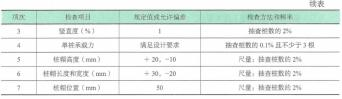 续表
项次 检查项目 规定值或允许偏差 检查方法和频率
3 竖直度(%) 1 抽查桩数的2%
4 单桩承载力 满足设计要求 抽查桩数的0.1%且不少于3根
5 桩帽高度(mm) +20,-10 尺量:抽查桩数的2%
6 桩帽长度和宽度(mm) +30,-20 尺量:抽查桩数的2%
7 桩帽位置(mm) 50 尺量:抽查桩数的2%